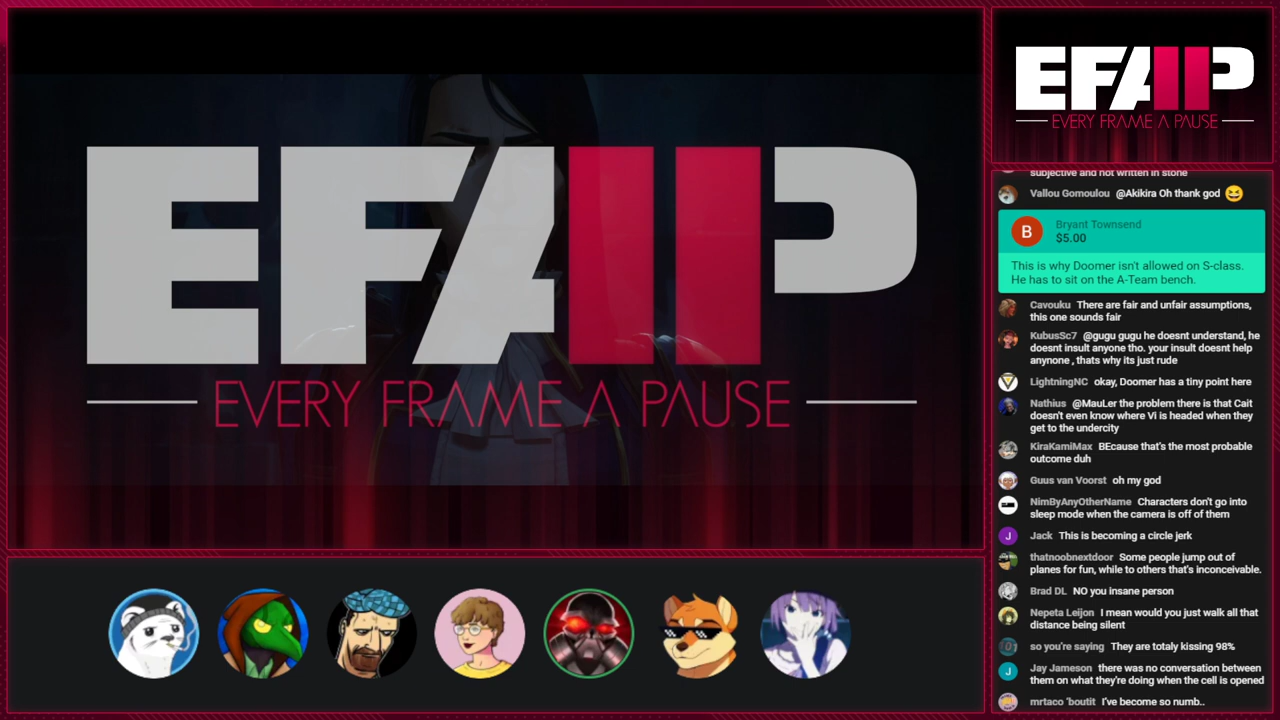 EFAP
EVERY FRAME A PAUSE
EFAP
EVERY FRAME A PAUSE
subjective and not written in stone
Vallou Gomoulou @Akikira Oh thank god
B
Bryant Townsend
$5.00
This is why Doomer isn't allowed on S-class.
He has to sit on the A-Team bench.
Cavouku There are fair and unfair assumptions,
this one sounds fair
KubusSc7 @gugu gugu he doesnt understand, he
doesnt insult anyone tho. your insult doesnt help
anynone , thats why its just rude
LightningNC okay, Doomer has a tiny point here
Nathius @MauLer the problem there is that Cait
doesn't even know where Vi is headed when they
get to the undercity
KiraKamiMax BEcause that's the most probable
outcome duh
Guus van Voorst oh my god
NimByAnyOtherName Characters don't go into
sleep mode when the camera is off of them
J
Jack This is becoming a circle jerk
thatnoobnextdoor Some people jump out of
planes for fun, while to others that's inconceivable.
Brad DL NO you insane person
Nepeta Leijon I mean would you just walk all that
distance being silent
so you're saying They are totaly kissing 98%
J
Jay Jameson there was no conversation between
them on what they're doing when the cell is opened
mrtaco 'boutit I've become so numb..